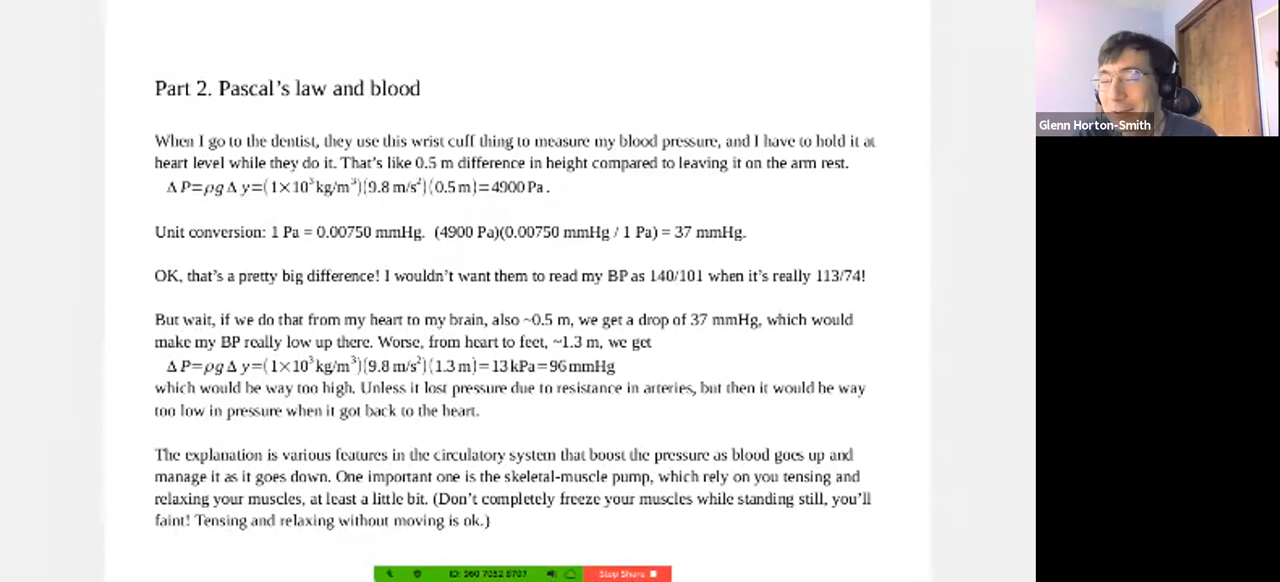 Part 2. Pascal's law and blood
When I go to the dentist, they use this wrist cuff thing to measure my blood pressure, and I have to hold it at
heart level while they do it. That's like 0.5 m difference in height compared to leaving it on the arm rest.
ΔP=ρgΔy=(1×10³kg/m³)(9.8m/s²)(0.5m)=4900Pa.
Unit conversion: 1 Pa = 0.00750 mmHg. (4900 Pa)(0.00750 mmHg / 1 Pa) = 37 mmHg.
OK, that's a pretty big difference! I wouldn't want them to read my BP as 140/101 when it's really 113/74!
But wait, if we do that from my heart to my brain, also ~0.5 m, we get a drop of 37 mmHg, which would
make my BP really low up there. Worse, from heart to feet, ~1.3 m, we get
ΔP=ρgΔy=(1×10³kg/m³)(9.8m/s²)(1.3m)=13kPa=96mmHg
which would be way too high. Unless it lost pressure due to resistance in arteries, but then it would be way
too low in pressure when it got back to the heart.
The explanation is various features in the circulatory system that boost the pressure as blood goes up and
manage it as it goes down. One important one is the skeletal-muscle pump, which rely on you tensing and
relaxing your muscles, at least a little bit. (Don't completely freeze your muscles while standing still, you'll
faint! Tensing and relaxing without moving is ok.)
Glenn Horton-Smith
Stop Share